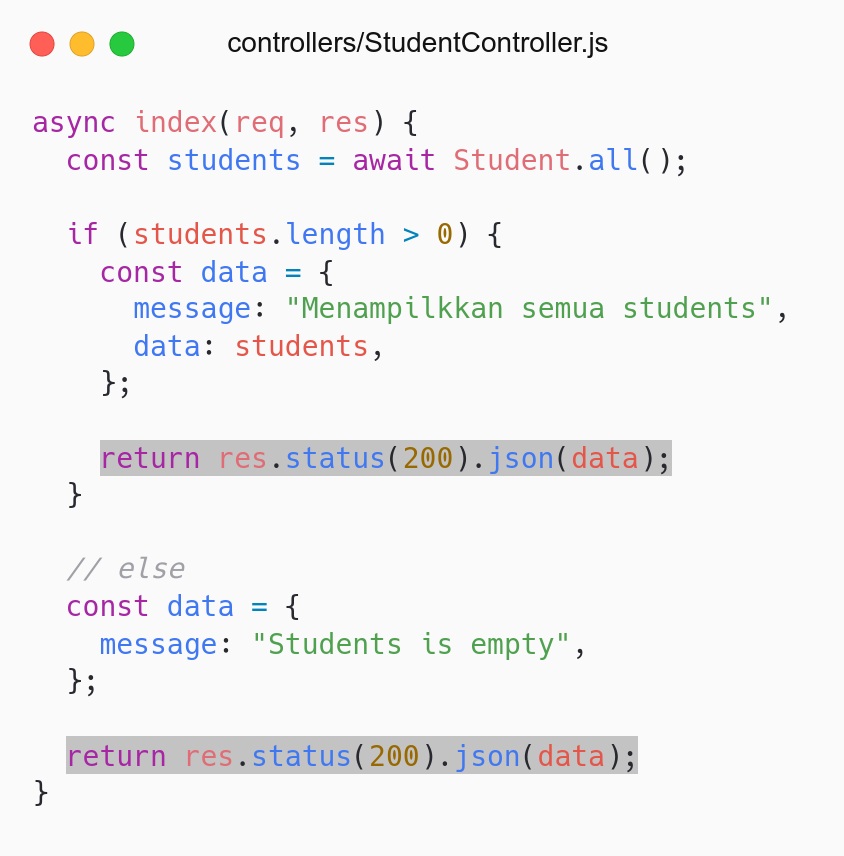 controllers/StudentController.js
async index(req, res) {
  const students = await Student.all();
  if (students.length > 0) {
    const data = {
      message: "Menampilkkan semua students",
      data: students,
    };
    return res.status(200).json(data);
  }
  // else
  const data = {
    message: "Students is empty",
  };
  return res.status(200).json(data);
}